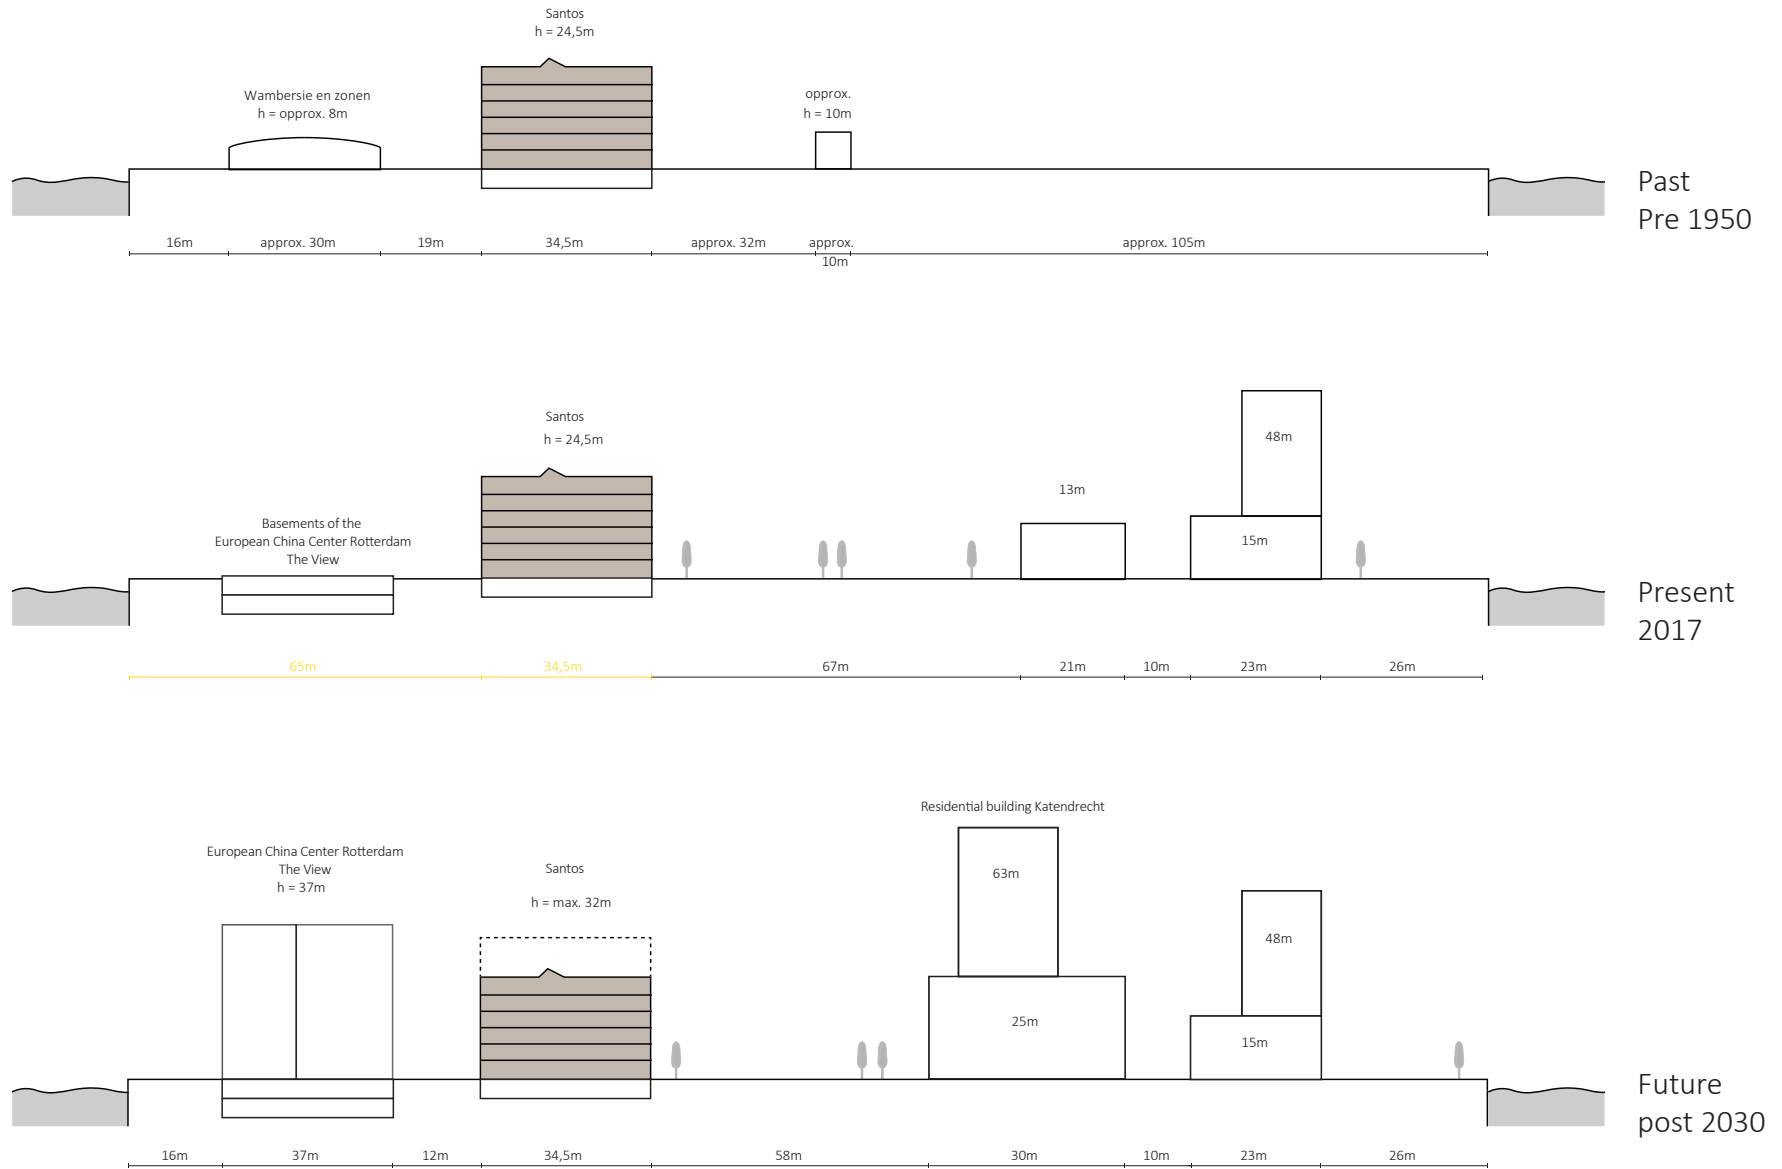 Santos
h = 24,5m
Wambersie en zonen
h = opprox. 8m
opprox.
h = 10m
Past
Pre 1950
16m
approx. 30m
19m
34,5m
approx. 32m
approx.
10m
approx. 105m
Santos
h = 24,5m
48m
13m
Basements of the
European China Center Rotterdam
The View
15m
Present
2017
65m
34,5m
67m
21m
10m
23m
26m
Residential building Katendrecht
European China Center Rotterdam
The View
h = 37m
Santos
h = max. 32m
63m
48m
25m
15m
Future
post 2030
16m
37m
12m
34,5m
58m
30m
10m
23m
26m